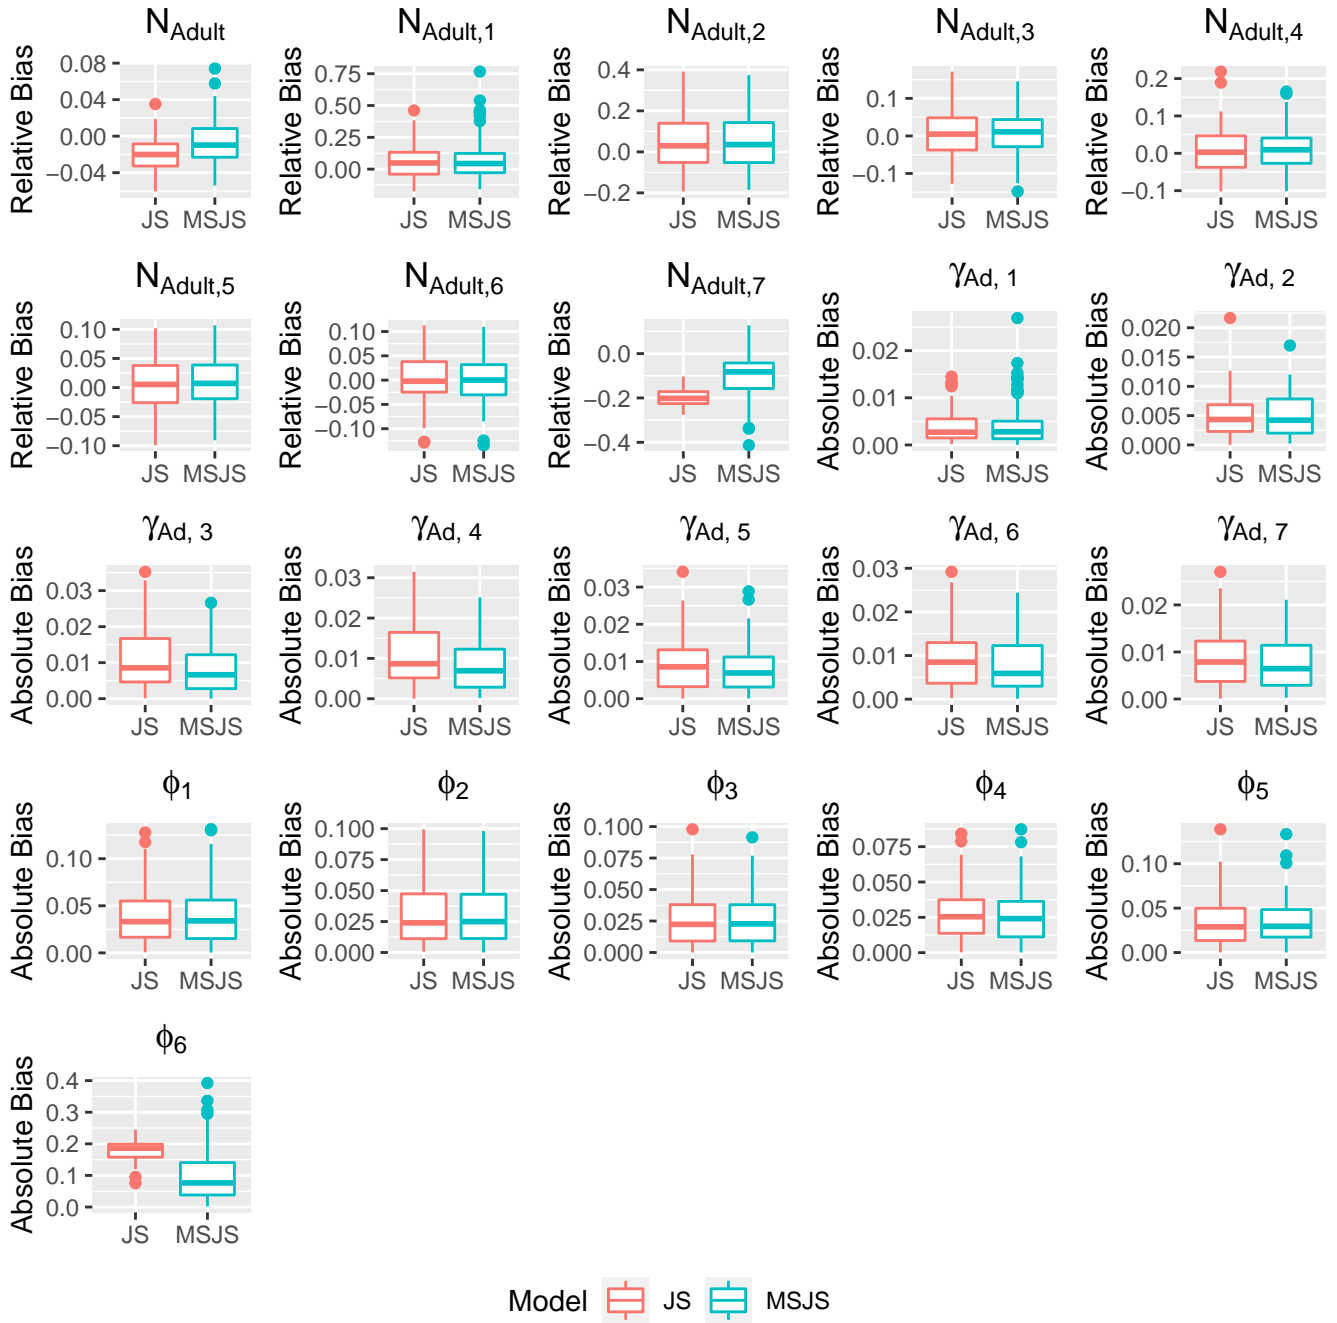 N_Adult N_Adult,1 N_Adult,2 N_Adult,3 N_Adult,4
Relative Bias 0.08 0.04 0.00 −0.04 JS MSJS
Relative Bias 0.75 0.50 0.25 0.00 JS MSJS
Relative Bias 0.4 0.2 0.0 −0.2 JS MSJS
Relative Bias 0.1 0.0 −0.1 JS MSJS
Relative Bias 0.2 0.1 0.0 −0.1 JS MSJS
N_Adult,5 N_Adult,6 N_Adult,7 γ_Ad, 1 γ_Ad, 2
Relative Bias 0.10 0.05 0.00 −0.05 −0.10 JS MSJS
Relative Bias 0.10 0.05 0.00 −0.05 −0.10 JS MSJS
Relative Bias 0.0 −0.2 −0.4 JS MSJS
Absolute Bias 0.02 0.01 0.00 JS MSJS
Absolute Bias 0.020 0.015 0.010 0.005 0.000 JS MSJS
γ_Ad, 3 γ_Ad, 4 γ_Ad, 5 γ_Ad, 6 γ_Ad, 7
Absolute Bias 0.03 0.02 0.01 0.00 JS MSJS
Absolute Bias 0.03 0.02 0.01 0.00 JS MSJS
Absolute Bias 0.03 0.02 0.01 0.00 JS MSJS
Absolute Bias 0.03 0.02 0.01 0.00 JS MSJS
Absolute Bias 0.02 0.01 0.00 JS MSJS
ϕ_1 ϕ_2 ϕ_3 ϕ_4 ϕ_5
Absolute Bias 0.10 0.05 0.00 JS MSJS
Absolute Bias 0.100 0.075 0.050 0.025 0.000 JS MSJS
Absolute Bias 0.100 0.075 0.050 0.025 0.000 JS MSJS
Absolute Bias 0.075 0.050 0.025 0.000 JS MSJS
Absolute Bias 0.10 0.05 0.00 JS MSJS
ϕ_6
Absolute Bias 0.4 0.3 0.2 0.1 0.0 JS MSJS
Model JS MSJS